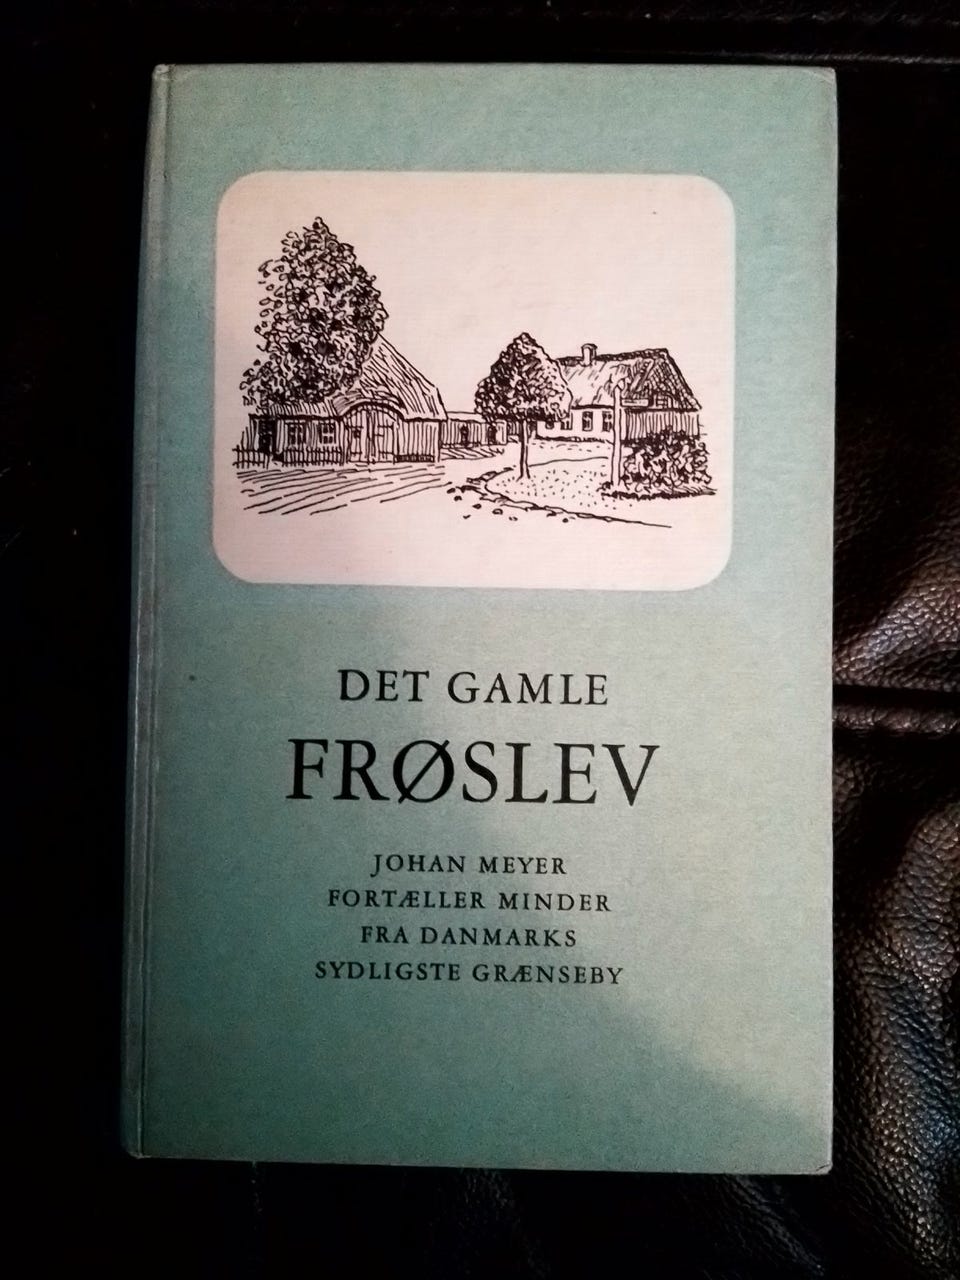 DET GAMLE
FRØSLEV
JOHAN MEYER
FORTÆLLER MINDER
FRA DANMARKS
SYDLIGSTE GRÆNSEBY